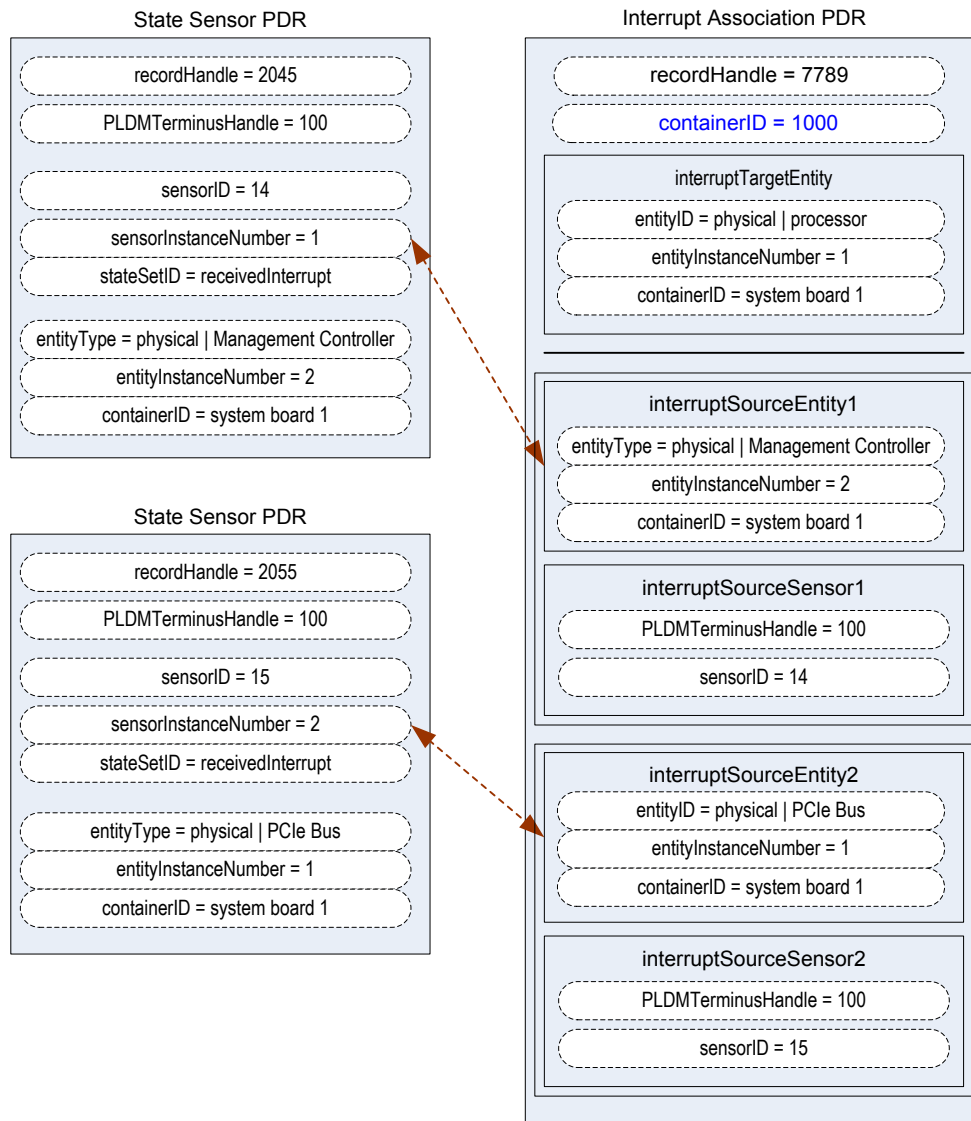 State Sensor PDR
recordHandle = 2045
PLDMTerminusHandle = 100
sensorID = 14
sensorInstanceNumber = 1
stateSetID = receivedInterrupt
entityType = physical | Management Controller
entityInstanceNumber = 2
containerID = system board 1
State Sensor PDR
recordHandle = 2055
PLDMTerminusHandle = 100
sensorID = 15
sensorInstanceNumber = 2
stateSetID = receivedInterrupt
entityType = physical | PCIe Bus
entityInstanceNumber = 1
containerID = system board 1
Interrupt Association PDR
recordHandle = 7789
containerID = 1000
interruptTargetEntity
entityID = physical | processor
entityInstanceNumber = 1
containerID = system board 1
interruptSourceEntity1
entityType = physical | Management Controller
entityInstanceNumber = 2
containerID = system board 1
interruptSourceSensor1
PLDMTerminusHandle = 100
sensorID = 14
interruptSourceEntity2
entityID = physical | PCIe Bus
entityInstanceNumber = 1
containerID = system board 1
interruptSourceSensor2
PLDMTerminusHandle = 100
sensorID = 15